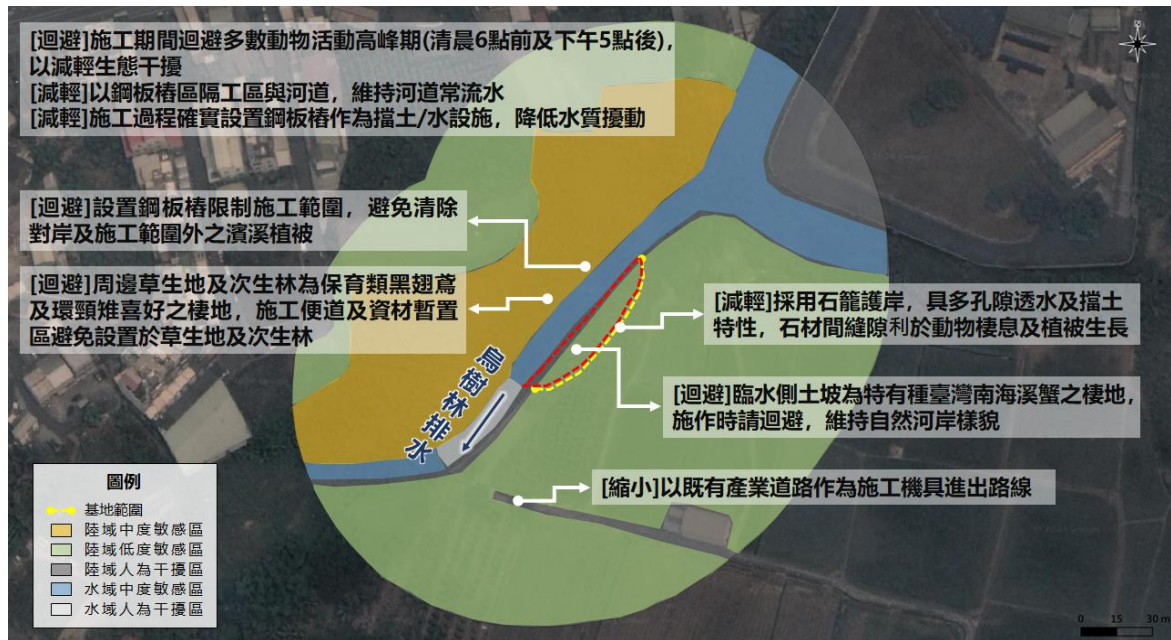 [迴避]施工期間迴避多數動物活動高峰期(清晨6點前及下午5點後)，
以減輕生態干擾
[減輕]以鋼板樁區隔工區與河道，維持河道常流水
[減輕]施工過程確實設置鋼板樁作為擋土/水設施，降低水質擾動
[迴避]設置鋼板樁限制施工範圍，避免清除
對岸及施工範圍外之濱溪植被
[迴避]周邊草生地及次生林為保育類黑翅鳶
及環頸雉喜好之棲地，施工便道及資材暫置
區避免設置於草生地及次生林
[減輕]採用石籠護岸，具多孔隙透水及擋土
特性，石材間縫隙利於動物棲息及植被生長
[迴避]臨水側土坡為特有種臺灣南海溪蟹之棲地，
施作時請迴避，維持自然河岸樣貌
烏樹林排水
[縮小]以既有產業道路作為施工機具進出路線
圖例
基地範圍
陸域中度敏感區
陸域低度敏感區
陸域人為干擾區
水域中度敏感區
水域人為干擾區
0 15 30 m